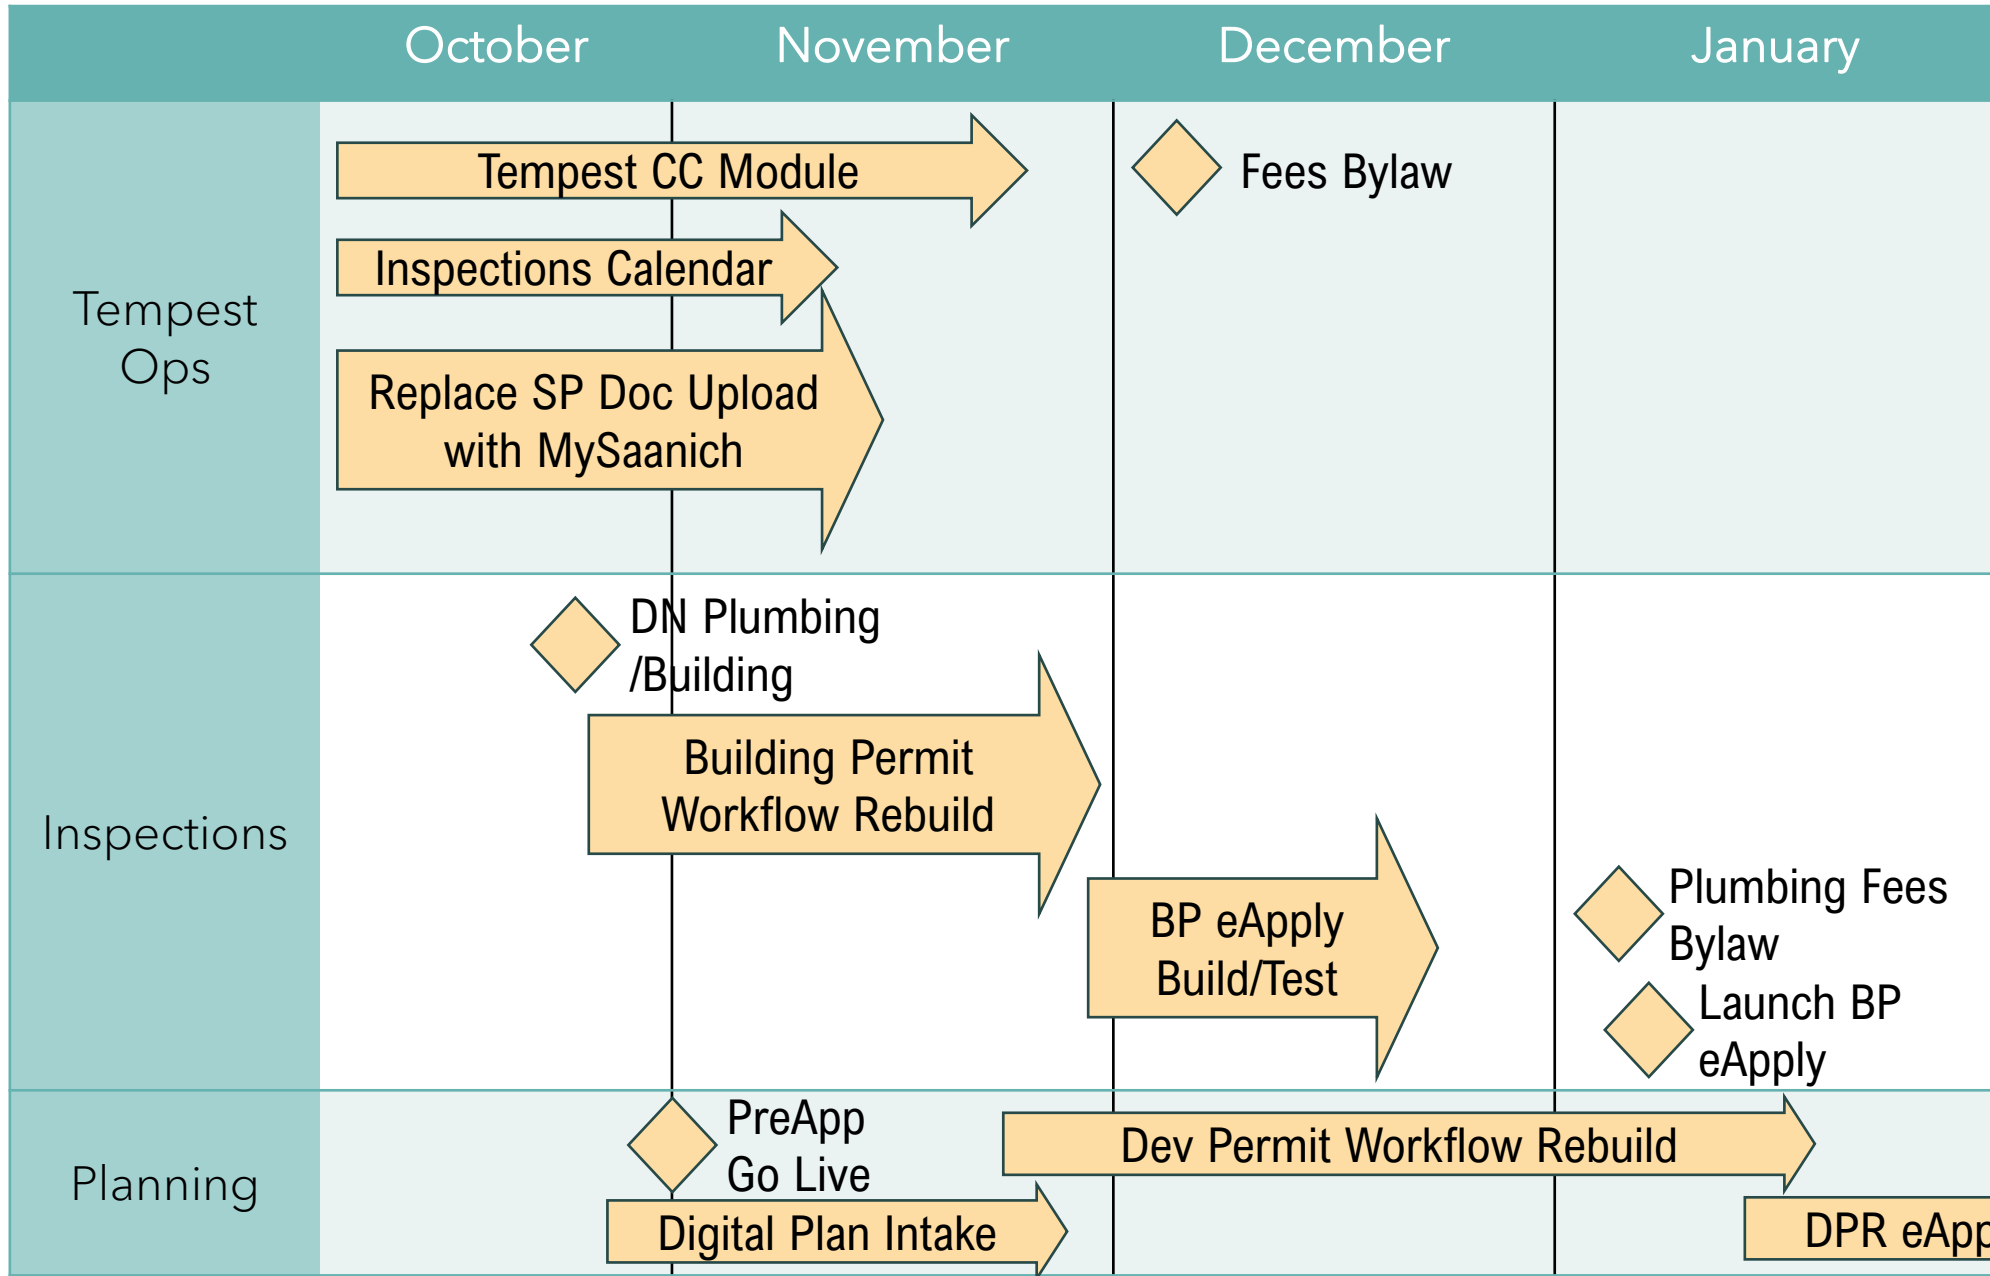 October November December January
Tempest
Ops
Tempest CC Module
Fees Bylaw
Inspections Calendar
Replace SP Doc Upload
with MySaanich
Inspections
DN Plumbing
/Building
Building Permit
Workflow Rebuild
BP eApply
Build/Test
Plumbing Fees
Bylaw
Launch BP
eApply
Planning
PreApp
Go Live
Dev Permit Workflow Rebuild
Digital Plan Intake
DPR eApp